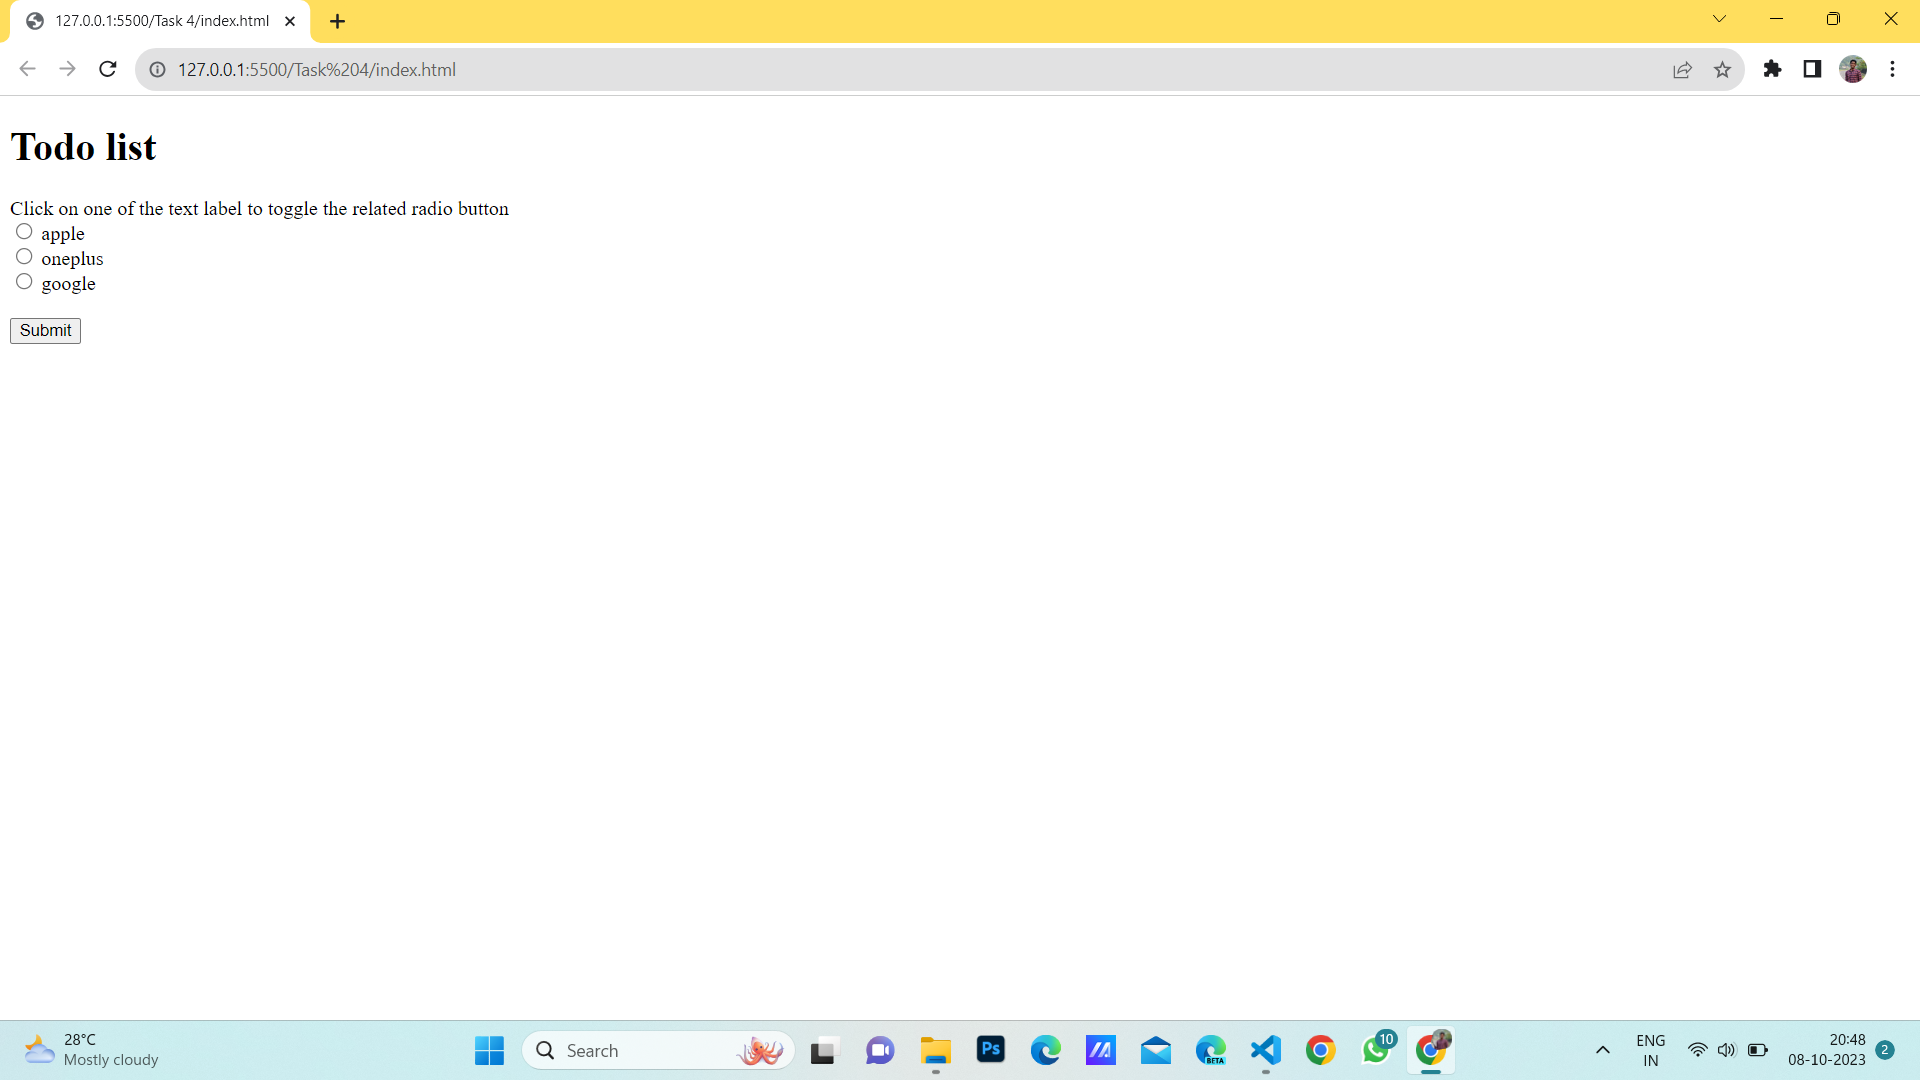 127.0.0.1:5500/Task 4/index.html
127.0.0.1:5500/Task%204/index.html
Todo list
Click on one of the text label to toggle the related radio button
apple
oneplus
google
Submit
28°C
Mostly cloudy
Search
Ps
BETA
10
ENG
IN
20:48
08-10-2023
2